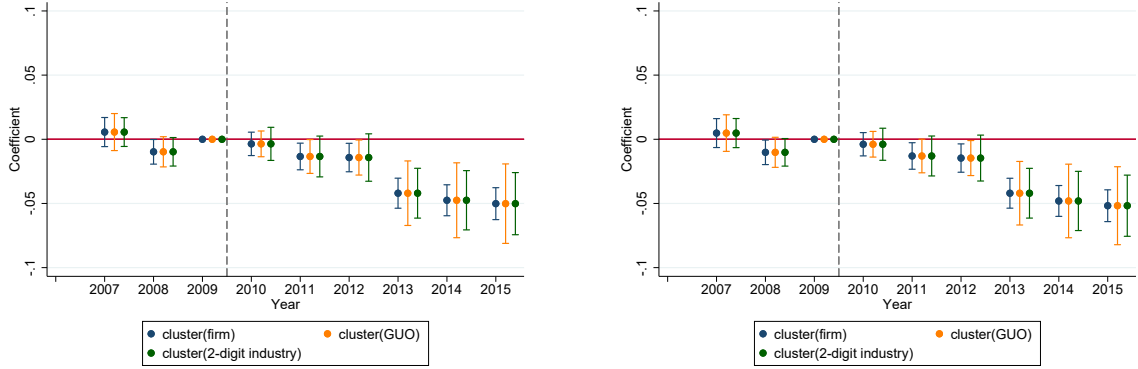 .1
.05
0
-.05
-.1
Coefficient
2007 2008 2009 2010 2011 2012 2013 2014 2015
Year
cluster(firm) cluster(GUO)
cluster(2-digit industry)
.1
.05
0
-.05
-.1
Coefficient
2007 2008 2009 2010 2011 2012 2013 2014 2015
Year
cluster(firm) cluster(GUO)
cluster(2-digit industry)